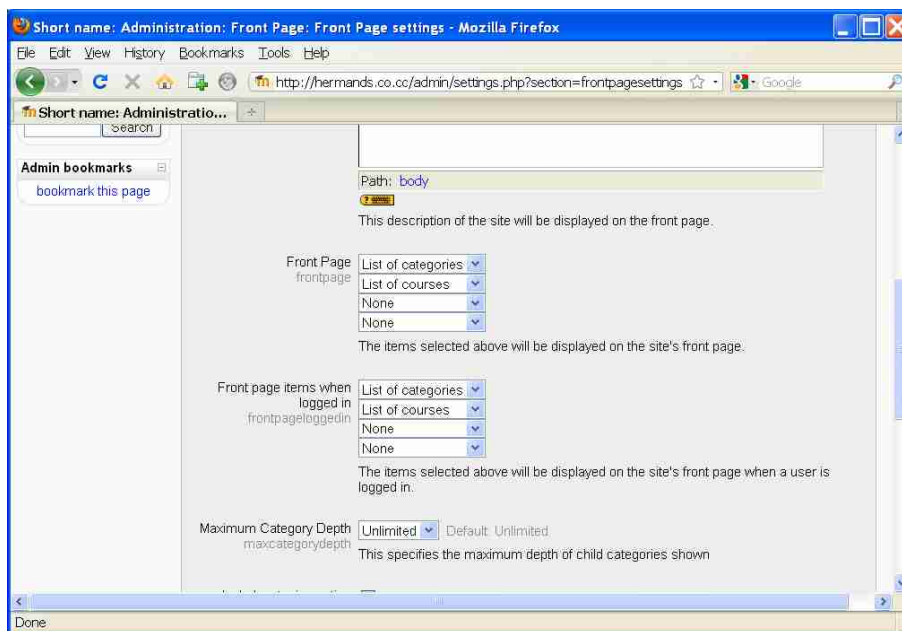 Short name: Administration: Front Page: Front Page settings - Mozilla Firefox
File Edit View History Bookmarks Tools Help
http://hermands.co.cc/admin/settings.php?section=frontpagesettings Google
Short name: Administratio...
Search
Admin bookmarks
bookmark this page
Path: body
This description of the site will be displayed on the front page.
Front Page
frontpage
List of categories
List of courses
None
None
The items selected above will be displayed on the site's front page.
Front page items when
logged in
frontpageloggedin
List of categories
List of courses
None
None
The items selected above will be displayed on the site's front page when a user is
logged in.
Maximum Category Depth
maxcategorydepth
Unlimited Default: Unlimited
This specifies the maximum depth of child categories shown
Done